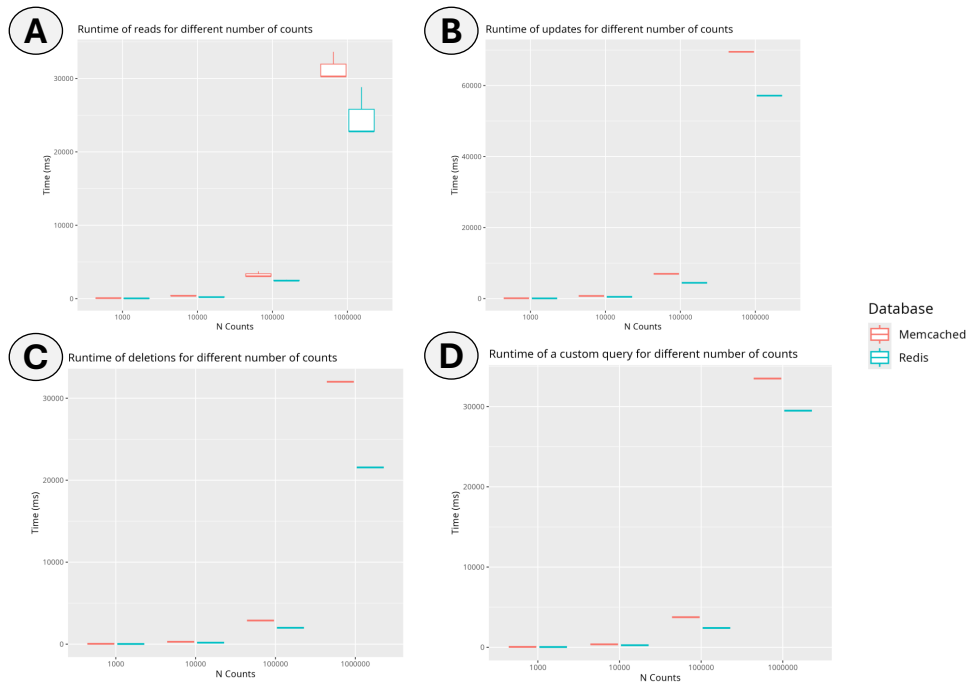 A
Runtime of reads for different number of counts
Time (ms)
30000
20000
10000
0
1000
10000
100000
1000000
N Counts
B
Runtime of updates for different number of counts
Time (ms)
60000
40000
20000
0
1000
10000
100000
1000000
N Counts
C
Runtime of deletions for different number of counts
Time (ms)
30000
20000
10000
0
1000
10000
100000
1000000
N Counts
D
Runtime of a custom query for different number of counts
Time (ms)
30000
20000
10000
0
1000
10000
100000
1000000
N Counts
Database
Memcached
Redis